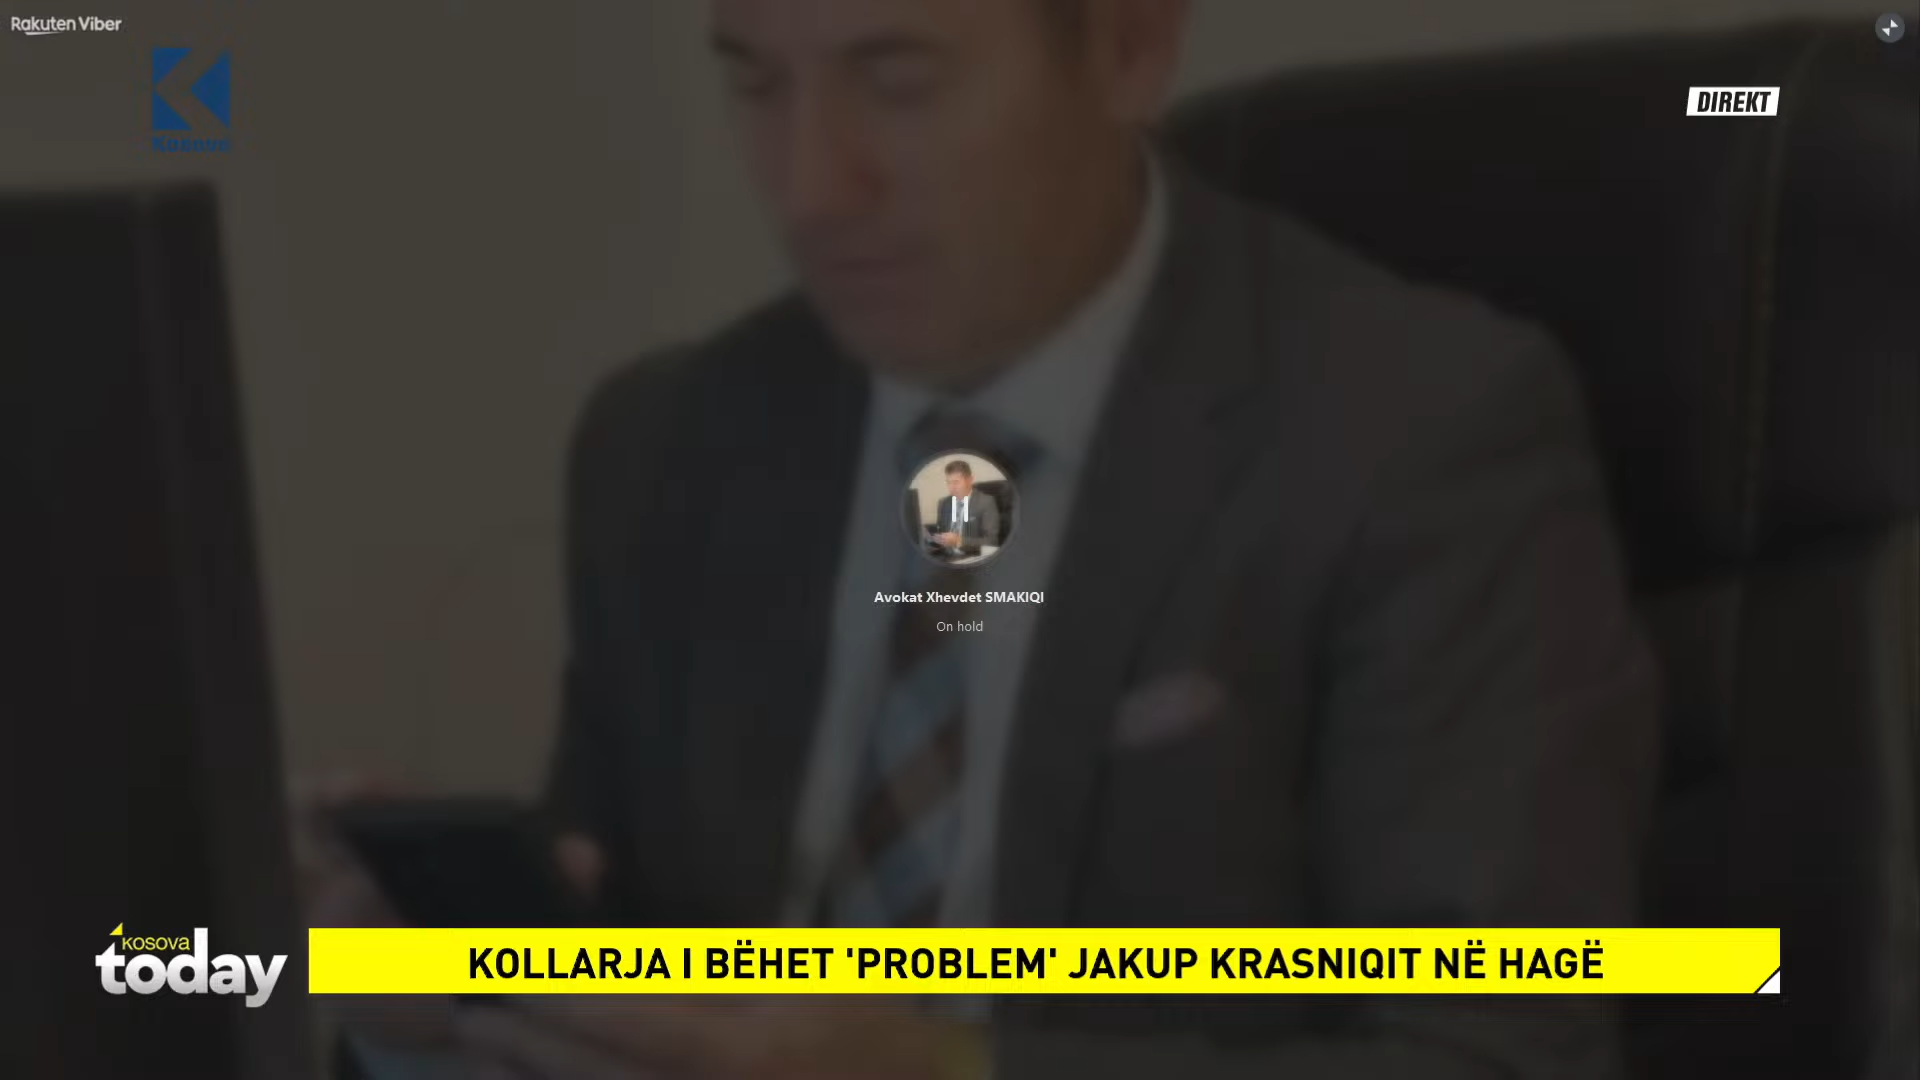 Rakuten Viber
DIREKT
Avokat Xhevdet SMAKIQI
On hold
kosova
today
KOLLARJA I BËHET 'PROBLEM' JAKUP KRASNIQIT NË HAGË